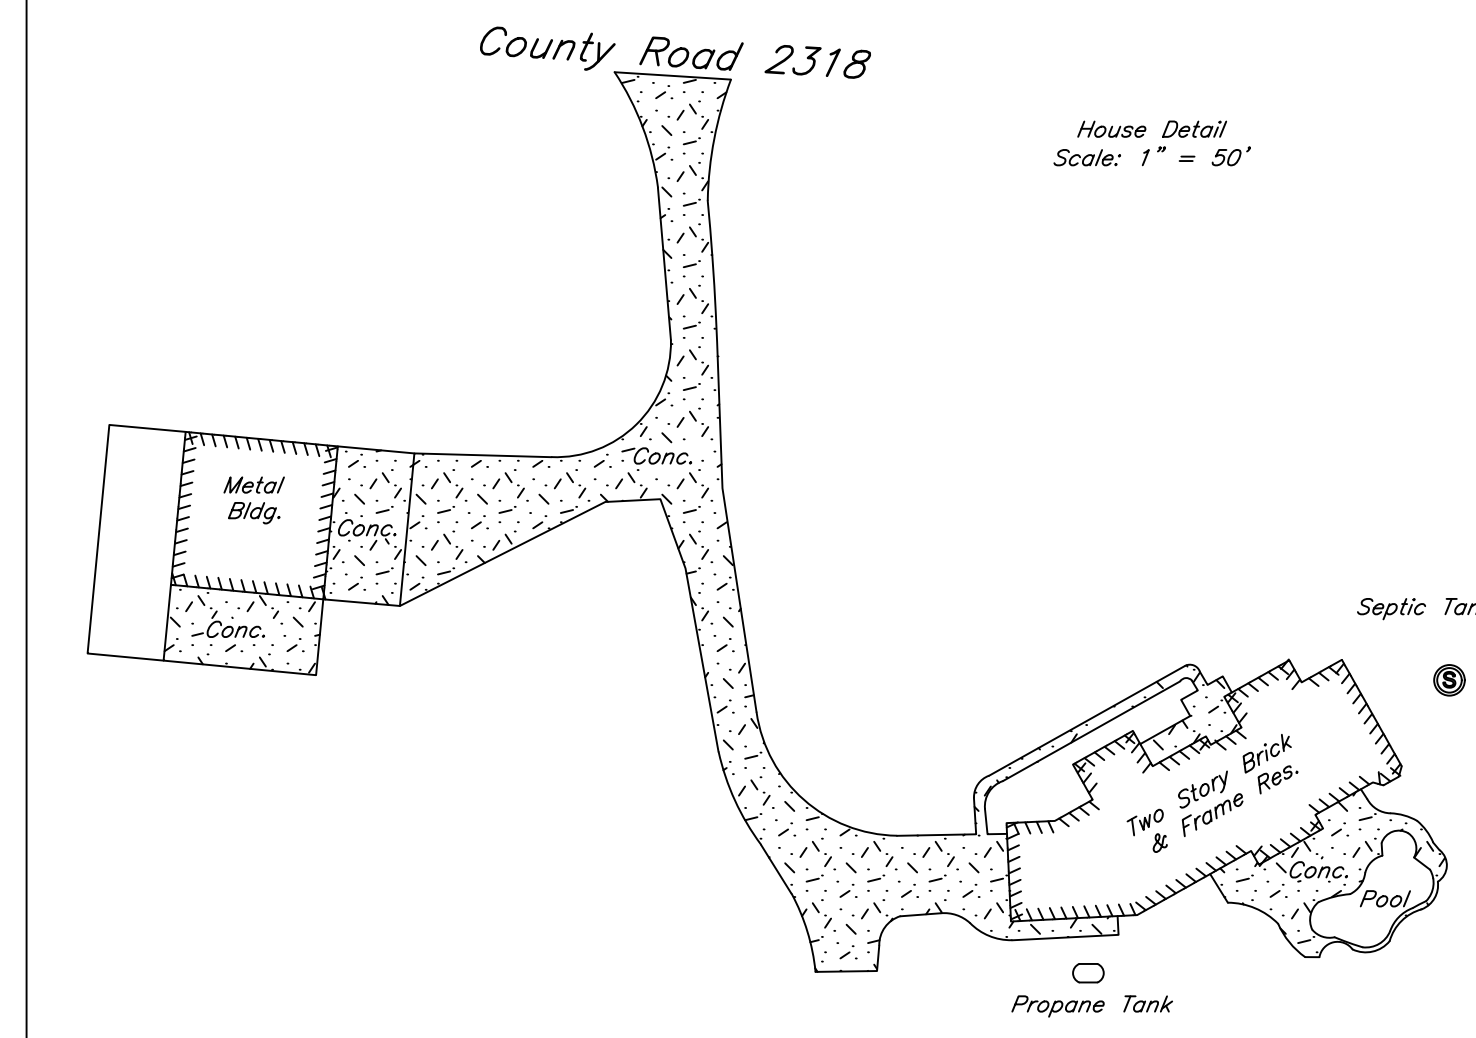 County Road 2318
House Detail
Scale: 1" = 50'
Conc.
Metal
Bldg.
Conc.
Conc.
Septic
S
Two Story Brick
& Frame Res.
Conc.
Pool
Propane Tank